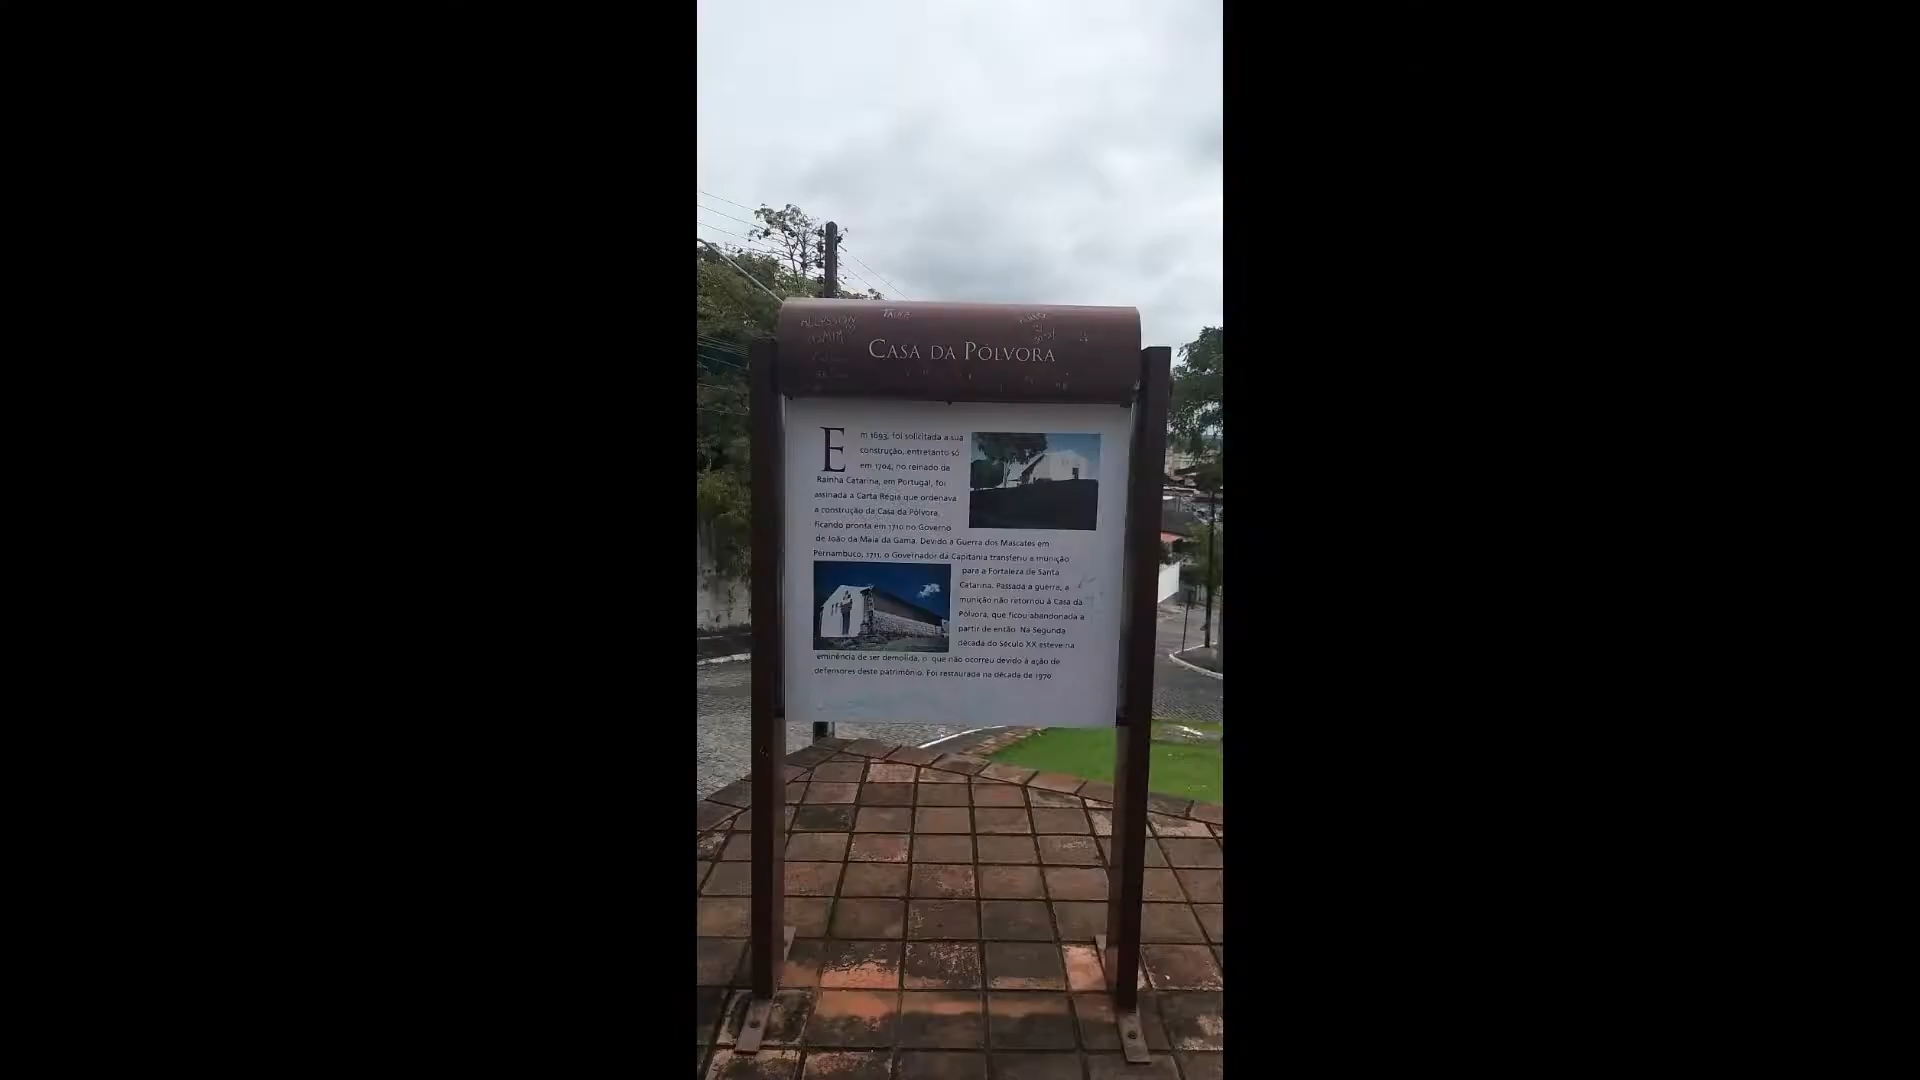 ALLYSSON
CASA DA PÓLVORA
Em 1693, foi solicitada a sua
construção, entretanto só
em 1704, no reinado da
Rainha Catarina, em Portugal, foi
assinada a Carta Régia que ordenava
a construção da Casa da Pólvora,
ficando pronta em 1710 no Governo
de João da Maia da Gama. Devido à Guerra dos Mascates em
Pernambuco, 1711, o Governador da Capitania transferiu a munição
para a Fortaleza de Santa
Catarina. Passada a guerra, a
munição não retornou à Casa da
Pólvora, que ficou abandonada a
partir de então. Na Segunda
década do Século XX esteve na
eminência de ser demolida, o que não ocorreu devido à ação de
defensores deste patrimônio. Foi restaurada na década de 1970